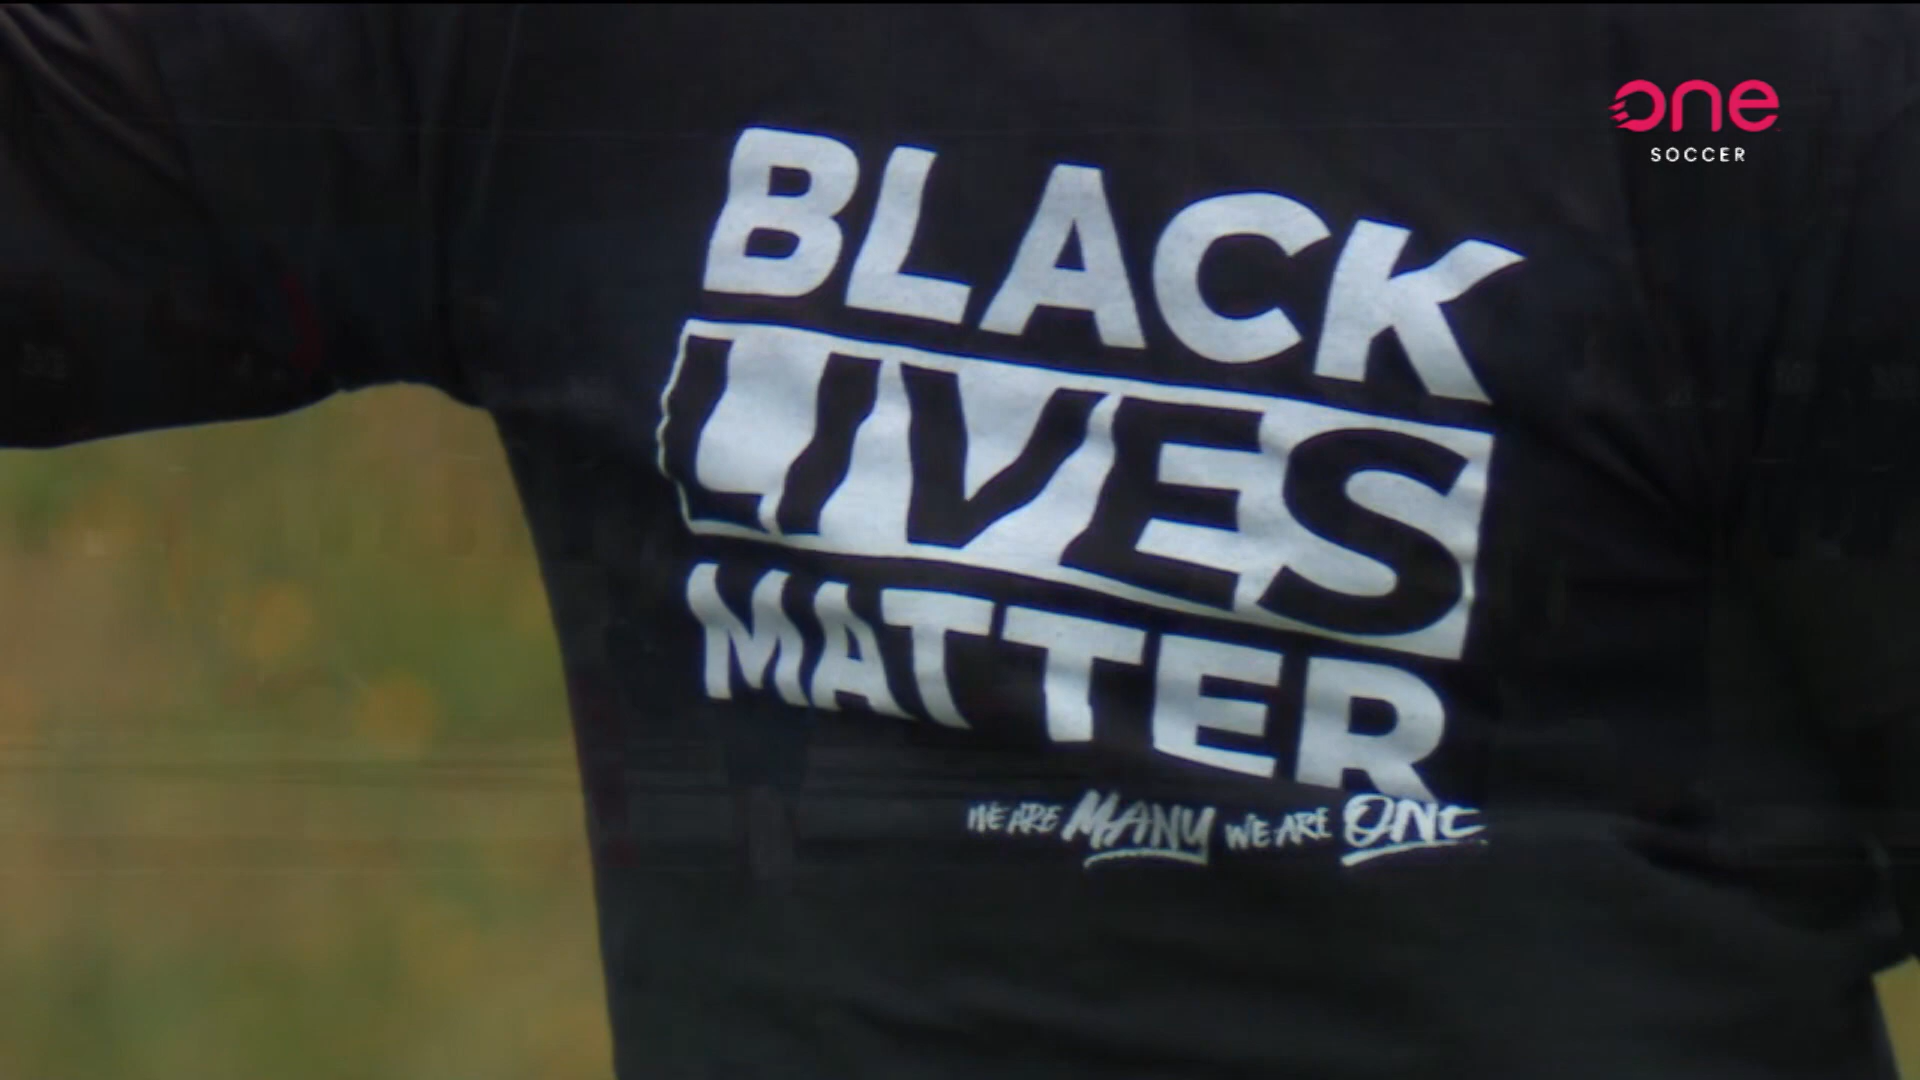 one
SOCCER
BLACK
LIVES
MATTER
WE ARE MANY WE ARE ONE